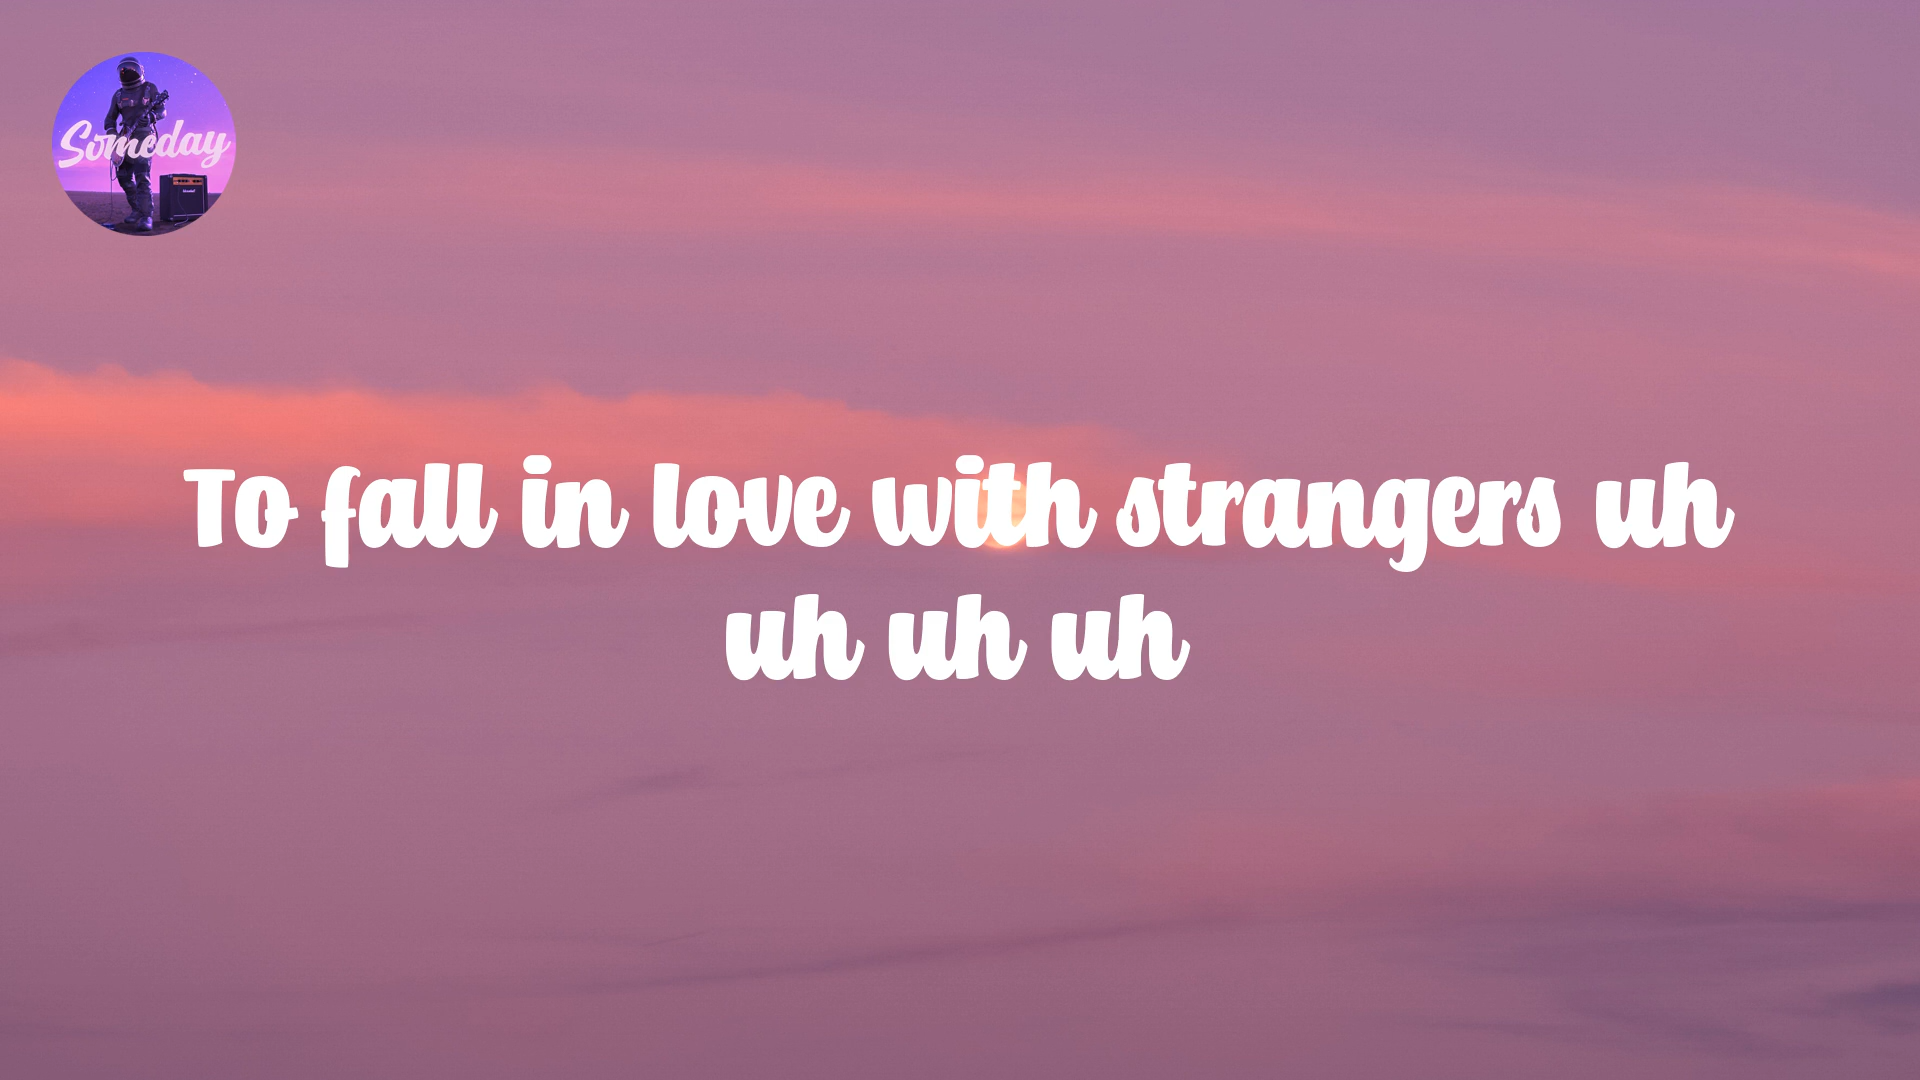 Someday
To fall in love with strangers uh
uh uh uh